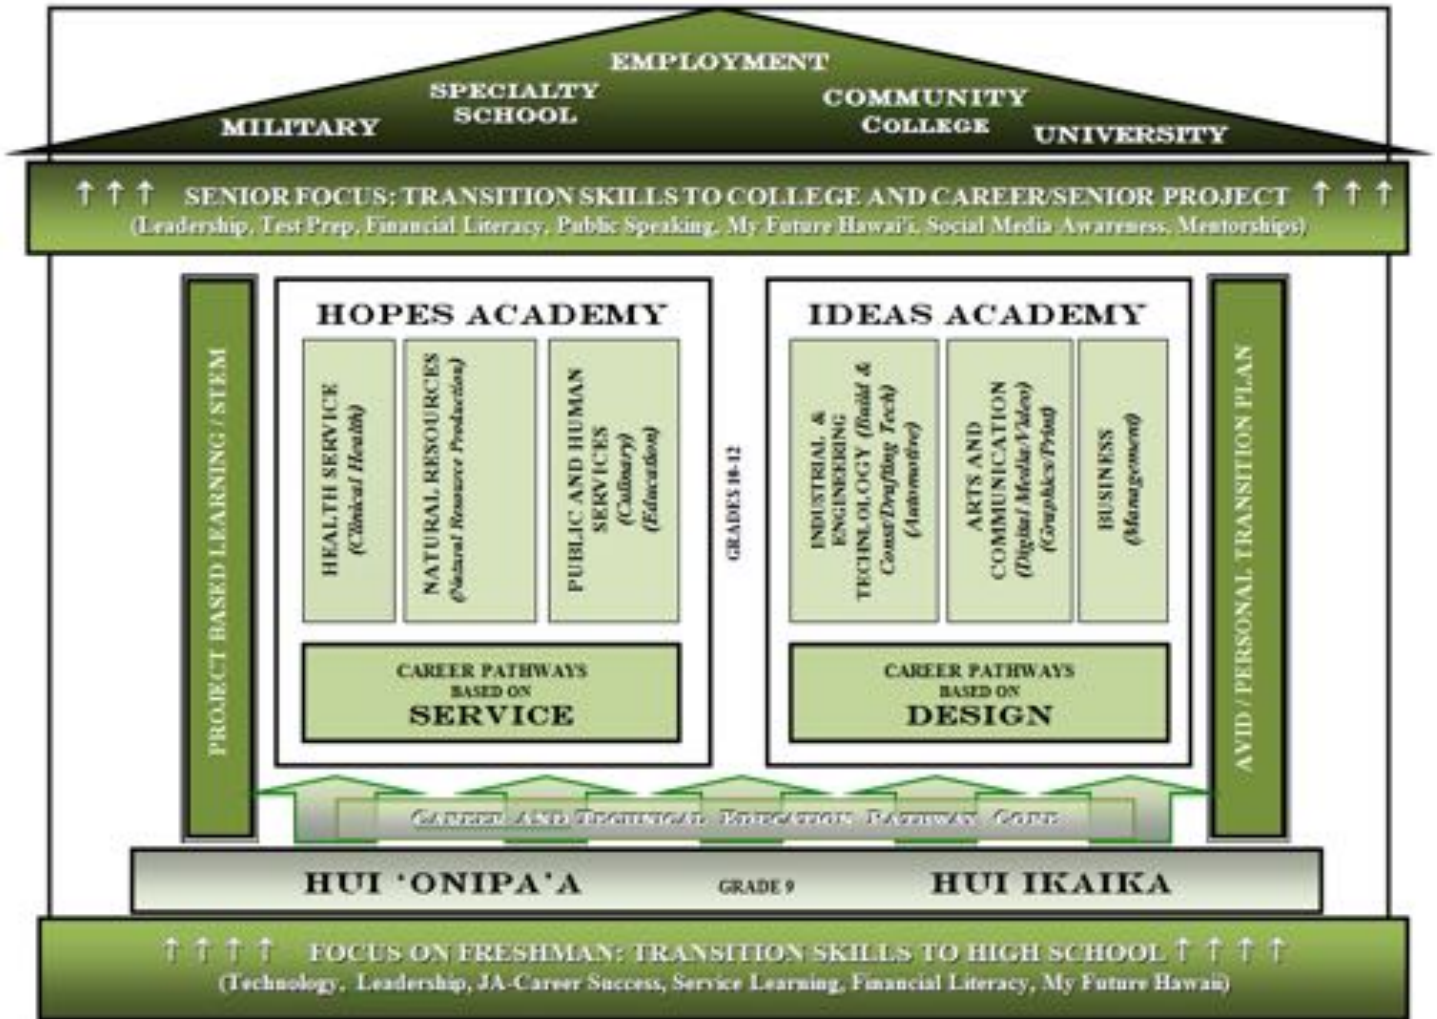 EMPLOYMENT
SPECIALTY
SCHOOL
COMMUNITY
COLLEGE
MILITARY
UNIVERSITY
↑ ↑ ↑ SENIOR FOCUS: TRANSITION SKILLS TO COLLEGE AND CAREER/SENIOR PROJECT ↑ ↑ ↑
(Leadership, Test Prep, Financial Literacy, Public Speaking, My Future Hawai'i, Social Media Awareness, Mentorships)
PROJECT BASED LEARNING / STEM
HOPES ACADEMY
HEALTH SERVICE
(Clinical Health)
NATURAL RESOURCES
(Natural Resource Production)
PUBLIC AND HUMAN
SERVICES
(Culinary)
(Education)
CAREER PATHWAYS
BASED ON
SERVICE
GRADES 10-12
IDEAS ACADEMY
INDUSTRIAL &
ENGINEERING
TECHNLOLOGY (Build &
Const/Drafting Tech)
(Automotive)
ARTS AND
COMMUNICATION
(Digital Media/Video)
(Graphics/Print)
BUSINESS
(Management)
CAREER PATHWAYS
BASED ON
DESIGN
AVID / PERSONAL TRANSITION PLAN
CAREER AND TECHNICAL EDUCATION PATHWAY CORE
HUI ‘ONIPA’A GRADE 9 HUI IKAIKA
↑ ↑ ↑ ↑ FOCUS ON FRESHMAN: TRANSITION SKILLS TO HIGH SCHOOL ↑ ↑ ↑ ↑
(Technology, Leadership, JA-Career Success, Service Learning, Financial Literacy, My Future Hawaii)